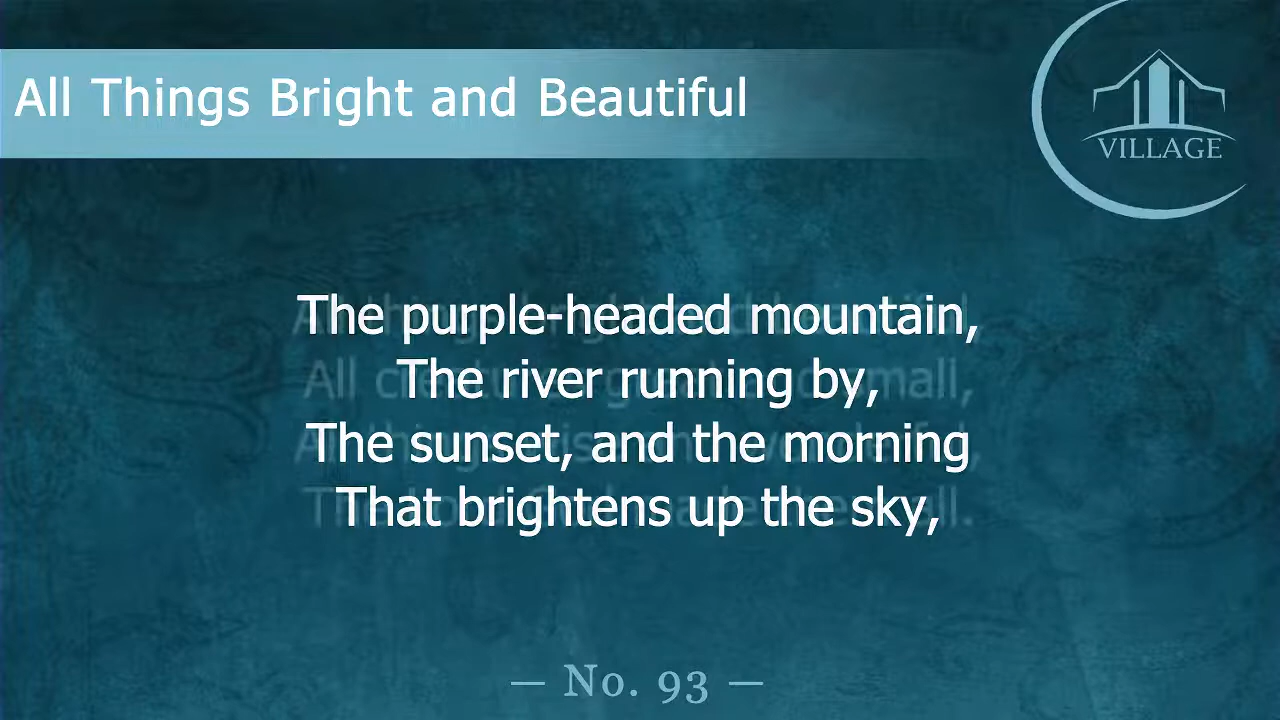 All Things Bright and Beautiful
VILLAGE
The purple-headed mountain,
The river running by,
The sunset, and the morning
That brightens up the sky,
— No. 93 —